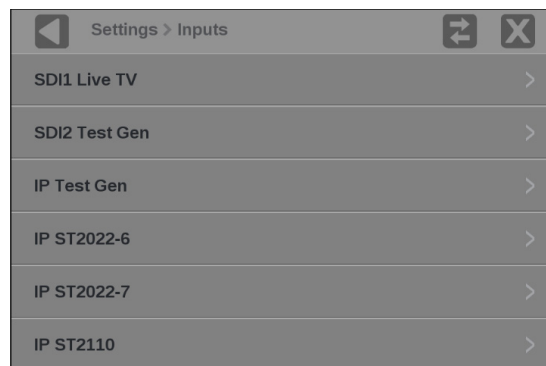 Settings > Inputs
SDI1 Live TV
SDI2 Test Gen
IP Test Gen
IP ST2022-6
IP ST2022-7
IP ST2110